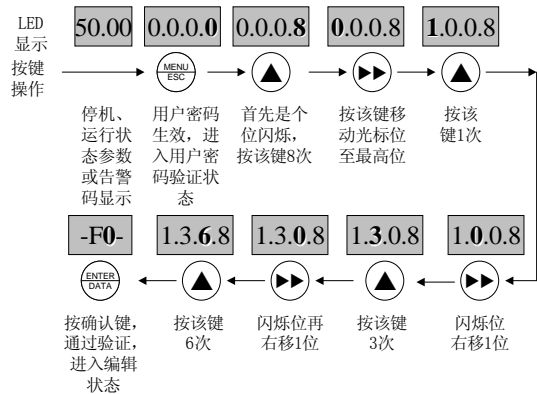 LED
显示
50.00
0.0.0.0
0.0.0.8
0.0.0.8
1.0.0.8
按键
操作
MENU
ESC
停机、
运行状
态参数
或告警
码显示
用户密码
生效，进
入用户密
码验证状
态
首先是个
位闪烁，
按该键8次
按该键移
动光标位
至最高位
按该
键1次
-F0-
1.3.6.8
1.3.0.8
1.3.0.8
1.0.0.8
ENTER
DATA
按确认键，
通过验证，
进入编辑
状态
按该键
6次
闪烁位再
右移1位
按该键
3次
闪烁位
右移1位